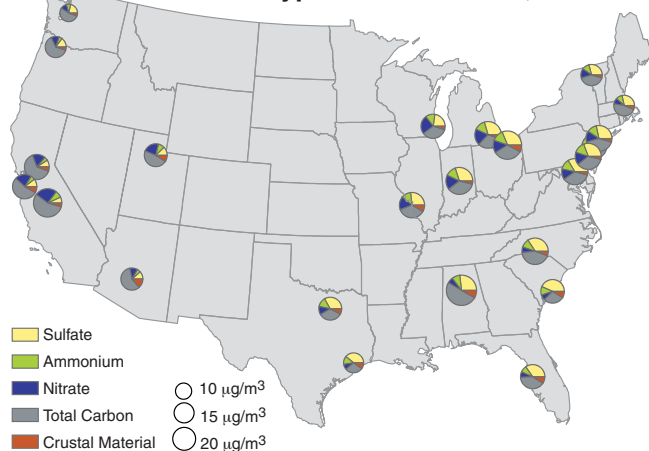 Sulfate
Ammonium
Nitrate
Total Carbon
Crustal Material
10 μg/m³
15 μg/m³
20 μg/m³